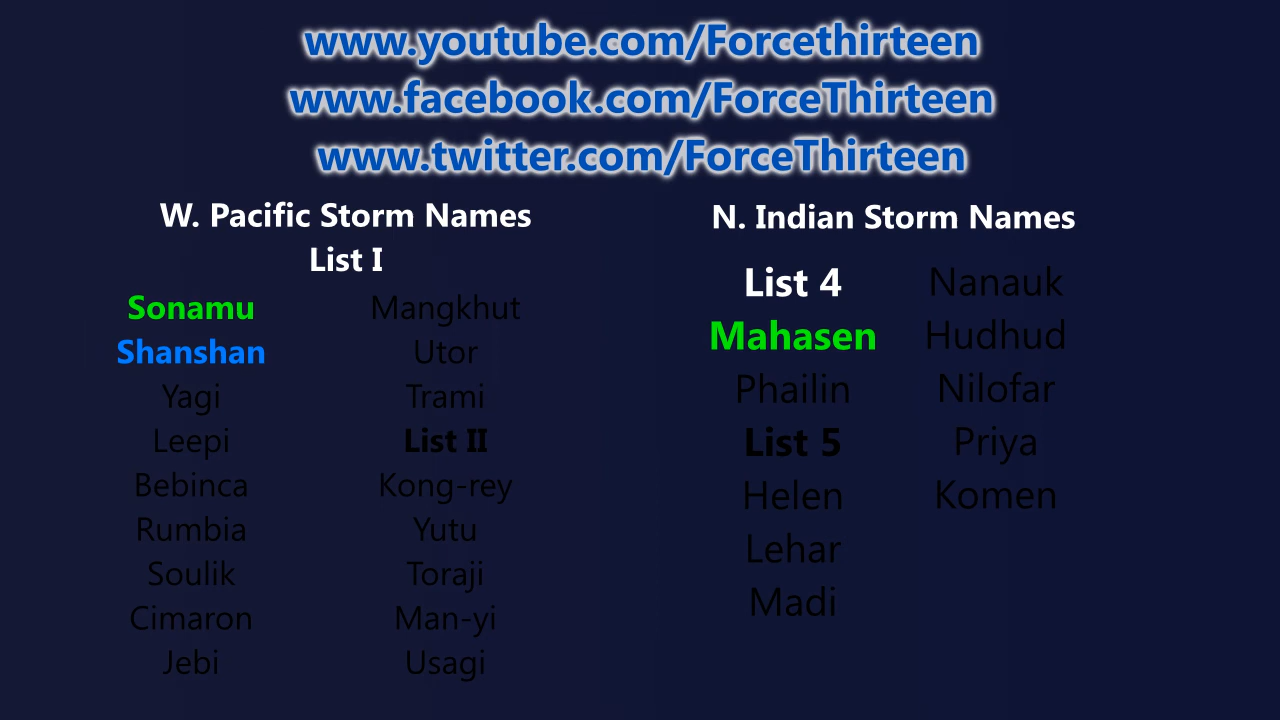 www.youtube.com/Forcethirteen
www.facebook.com/ForceThirteen
www.twitter.com/ForceThirteen
W. Pacific Storm Names
List I
Sonamu
Shanshan
Yagi
Leepi
Bebinca
Rumbia
Soulik
Cimaron
Jebi
Mangkhut
Utor
Trami
List II
Kong-rey
Yutu
Toraji
Man-yi
Usagi
N. Indian Storm Names
List 4
Mahasen
Phailin
List 5
Helen
Lehar
Madi
Nanauk
Hudhud
Nilofar
Priya
Komen